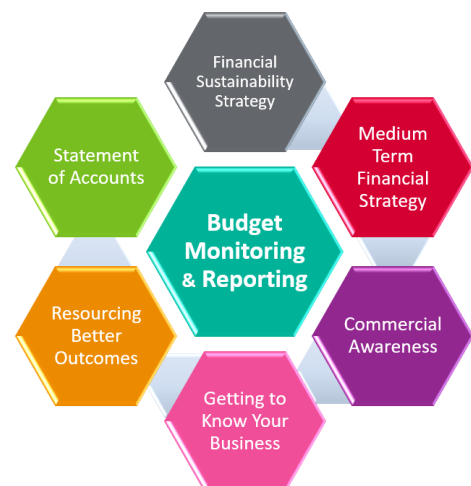 Financial
Sustainability
Strategy
Medium
Term
Financial
Strategy
Commercial
Awareness
Getting to
Know Your
Business
Resourcing
Better
Outcomes
Statement
of Accounts
Budget
Monitoring
& Reporting